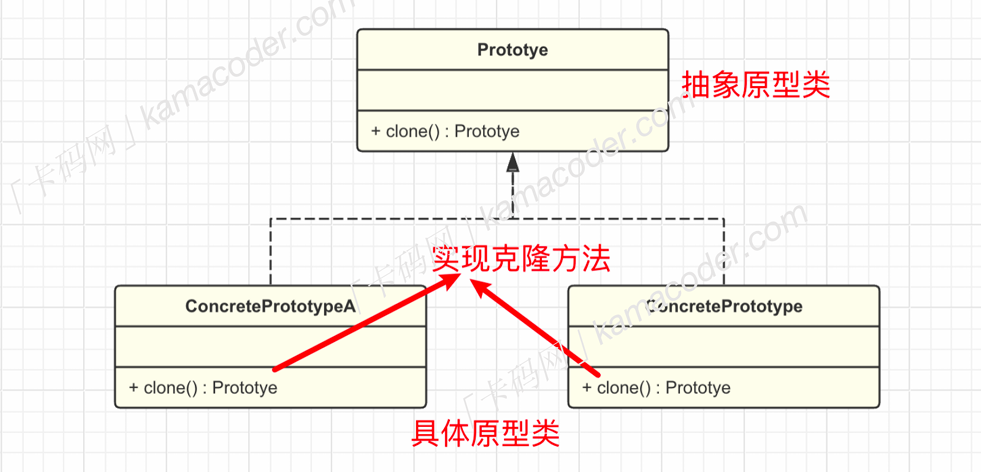 Prototye
抽象原型类
+ clone() : Prototye
实现克隆方法
ConcretePrototypeA
ConcretePrototype
+ clone() : Prototye
+ clone() : Prototye
具体原型类
「卡码网」kamacoder.com
「卡码网」kamacoder.com
「卡码网」kamacoder.com